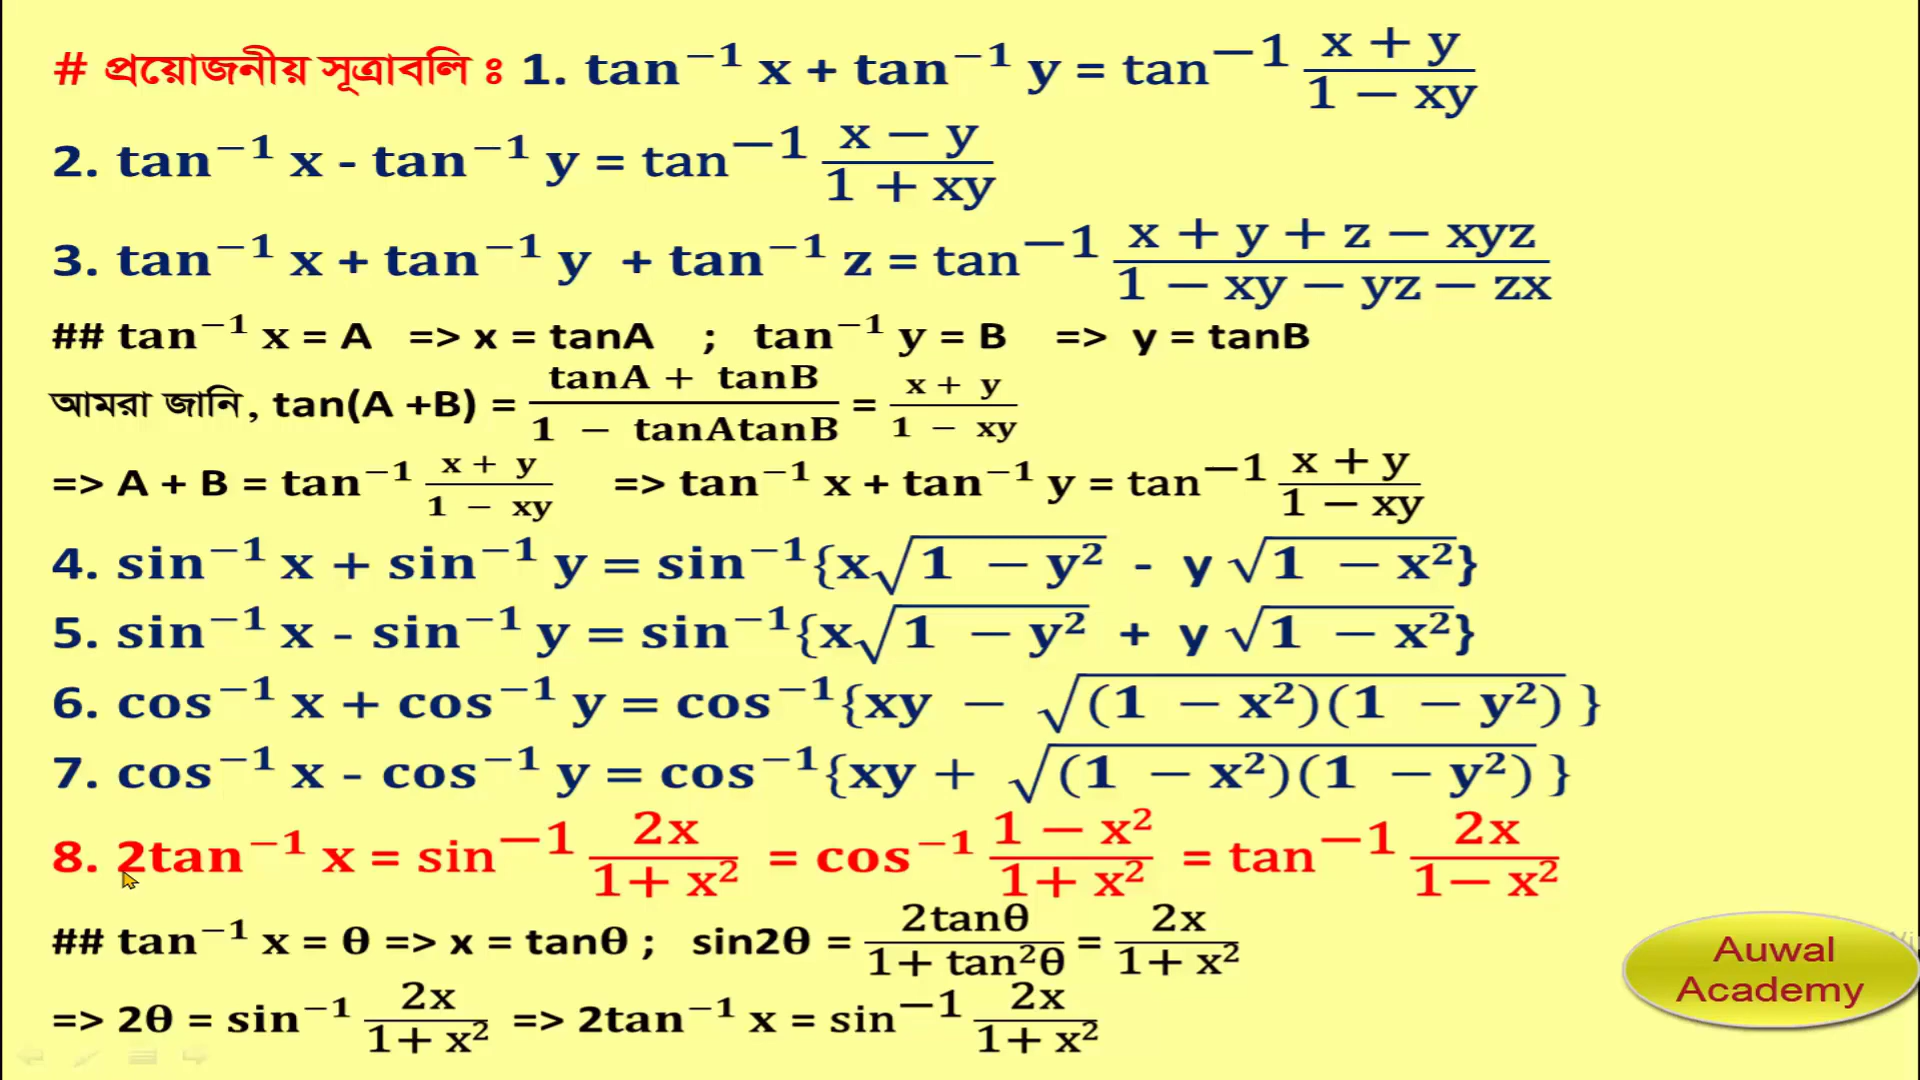 # প্রয়োজনীয় সূত্রাবলি ঃ 1. tan⁻¹ x + tan⁻¹ y = tan⁻¹ (x + y)/(1 − xy)
2. tan⁻¹ x - tan⁻¹ y = tan⁻¹ (x − y)/(1 + xy)
3. tan⁻¹ x + tan⁻¹ y + tan⁻¹ z = tan⁻¹ (x + y + z − xyz)/(1 − xy − yz − zx)
## tan⁻¹ x = A => x = tanA ; tan⁻¹ y = B => y = tanB
আমরা জানি, tan(A +B) = (tanA + tanB)/(1 − tanAtanB) = (x + y)/(1 − xy)
=> A + B = tan⁻¹ (x + y)/(1 − xy) => tan⁻¹ x + tan⁻¹ y = tan⁻¹ (x + y)/(1 − xy)
4. sin⁻¹ x + sin⁻¹ y = sin⁻¹{x√(1 − y²) - y √(1 − x²)}
5. sin⁻¹ x - sin⁻¹ y = sin⁻¹{x√(1 − y²) + y √(1 − x²)}
6. cos⁻¹ x + cos⁻¹ y = cos⁻¹{xy − √((1 − x²)(1 − y²)) }
7. cos⁻¹ x - cos⁻¹ y = cos⁻¹{xy + √((1 − x²)(1 − y²)) }
8. 2tan⁻¹ x = sin⁻¹ 2x/(1+ x²) = cos⁻¹ (1 − x²)/(1+ x²) = tan⁻¹ 2x/(1− x²)
## tan⁻¹ x = θ => x = tanθ ; sin2θ = 2tanθ/(1+ tan²θ) = 2x/(1+ x²)
=> 2θ = sin⁻¹ 2x/(1+ x²) => 2tan⁻¹ x = sin⁻¹ 2x/(1+ x²)
Auwal
Academy